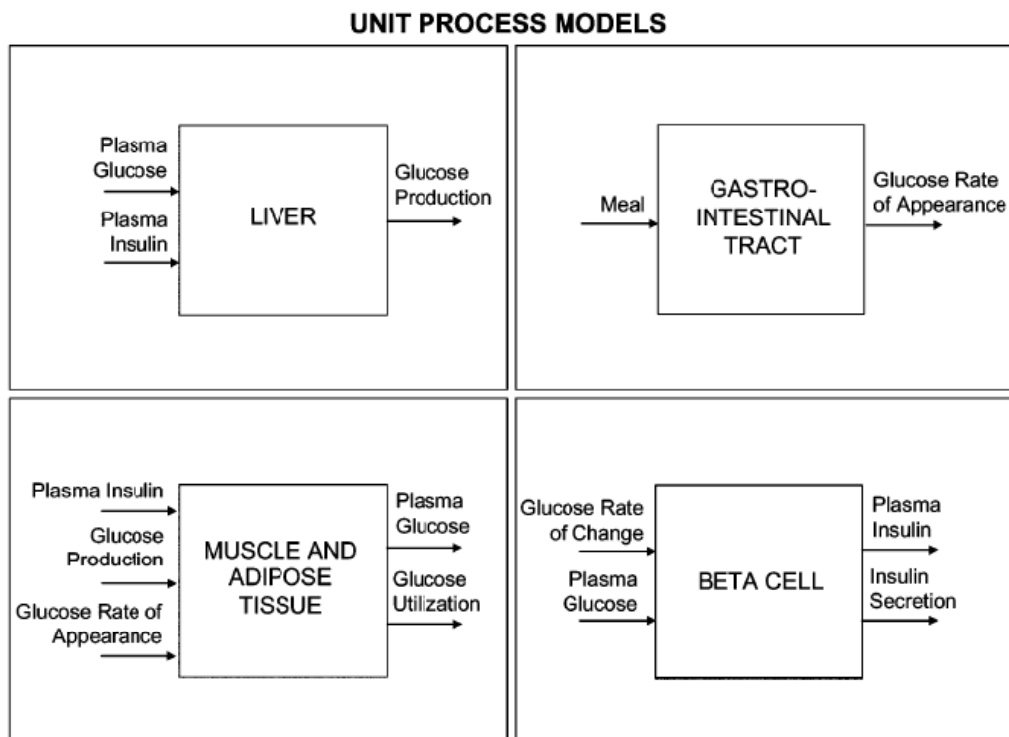 UNIT PROCESS MODELS
Plasma
Glucose
Plasma
Insulin
LIVER
Glucose
Production
Meal
GASTRO-
INTESTINAL
TRACT
Glucose Rate
of Appearance
Plasma Insulin
Glucose
Production
Glucose Rate of
Appearance
MUSCLE AND
ADIPOSE
TISSUE
Plasma
Glucose
Glucose
Utilization
Glucose Rate
of Change
Plasma
Glucose
BETA CELL
Plasma
Insulin
Insulin
Secretion